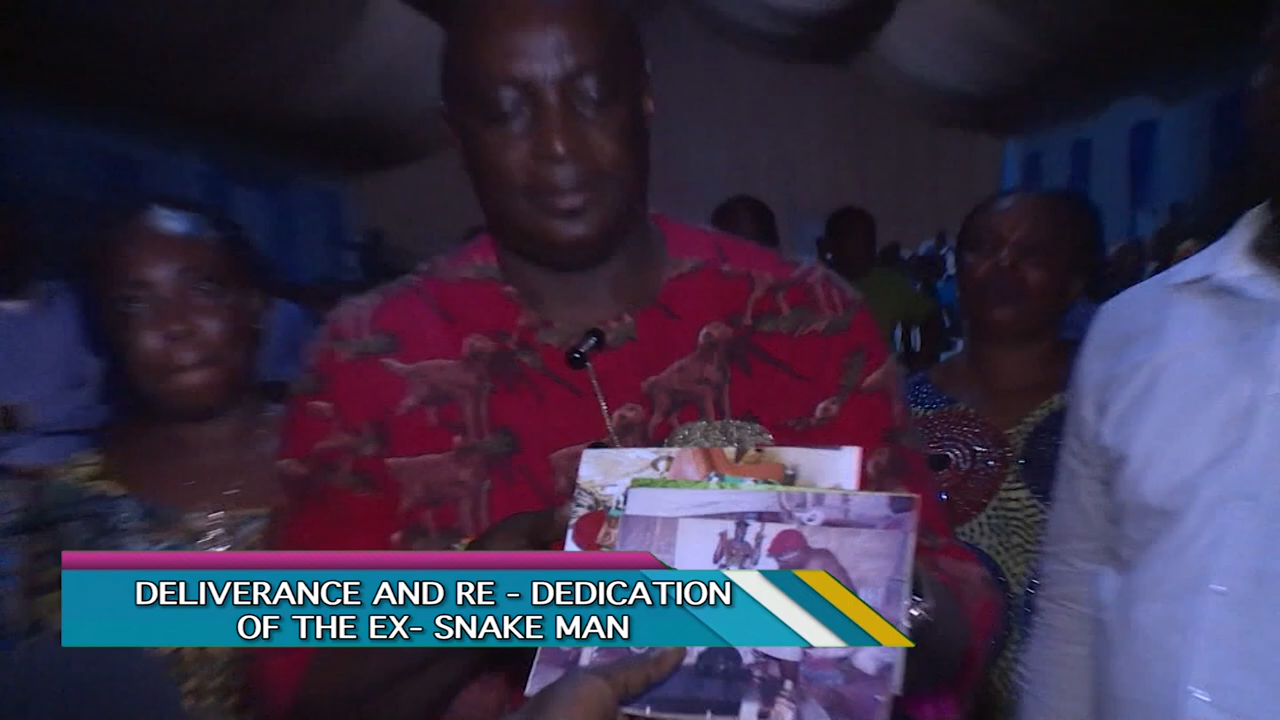 DELIVERANCE AND RE - DEDICATION
OF THE EX- SNAKE MAN